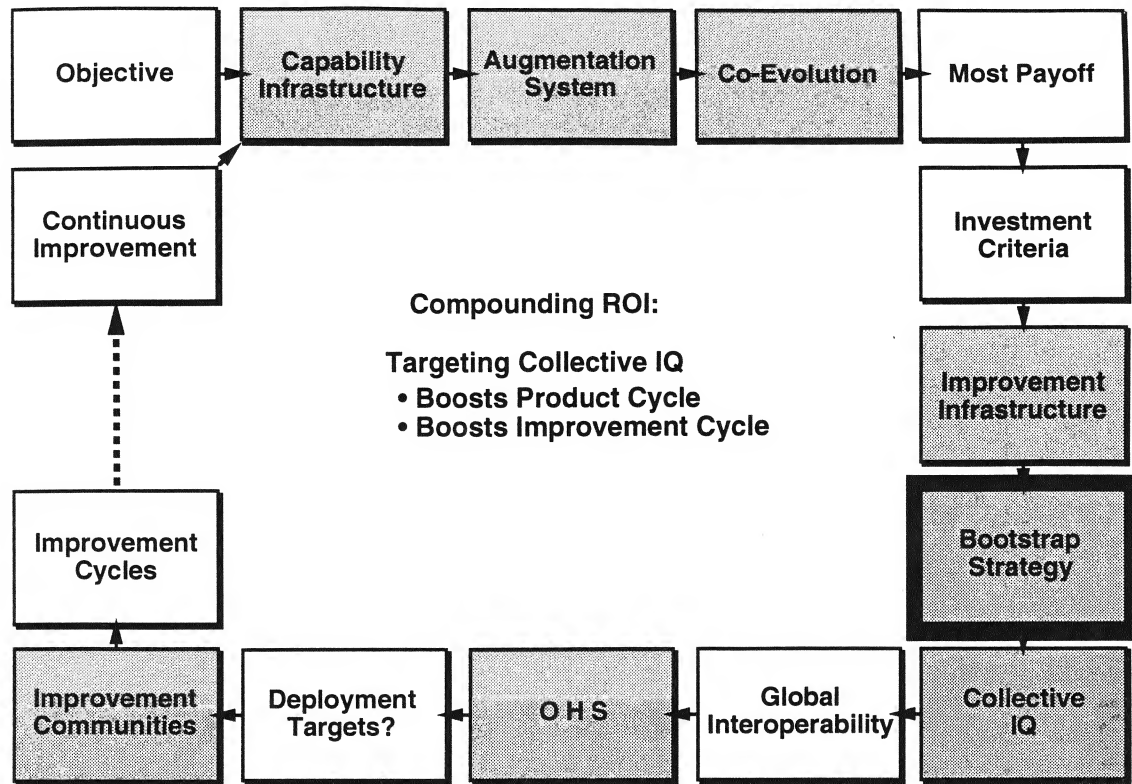 Objective
Capability
Infrastructure
Augmentation
System
Co-Evolution
Most Payoff
Continuous
Improvement
Investment
Criteria
Compounding ROI:
Targeting Collective IQ
• Boosts Product Cycle
• Boosts Improvement Cycle
Improvement
Infrastructure
Improvement
Cycles
Bootstrap
Strategy
Improvement
Communities
Deployment
Targets?
O H S
Global
Interoperability
Collective
IQ